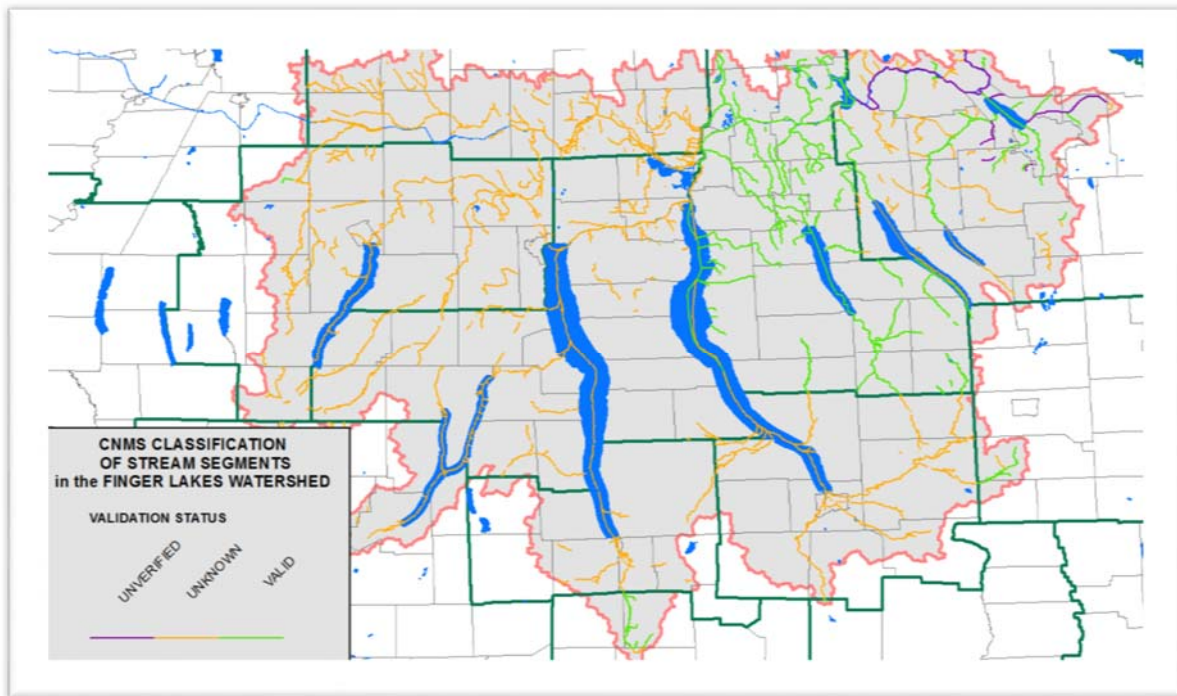 CNMS CLASSIFICATION
OF STREAM SEGMENTS
in the FINGER LAKES WATERSHED
VALIDATION STATUS
UNVERIFIED
UNKNOWN
VALID